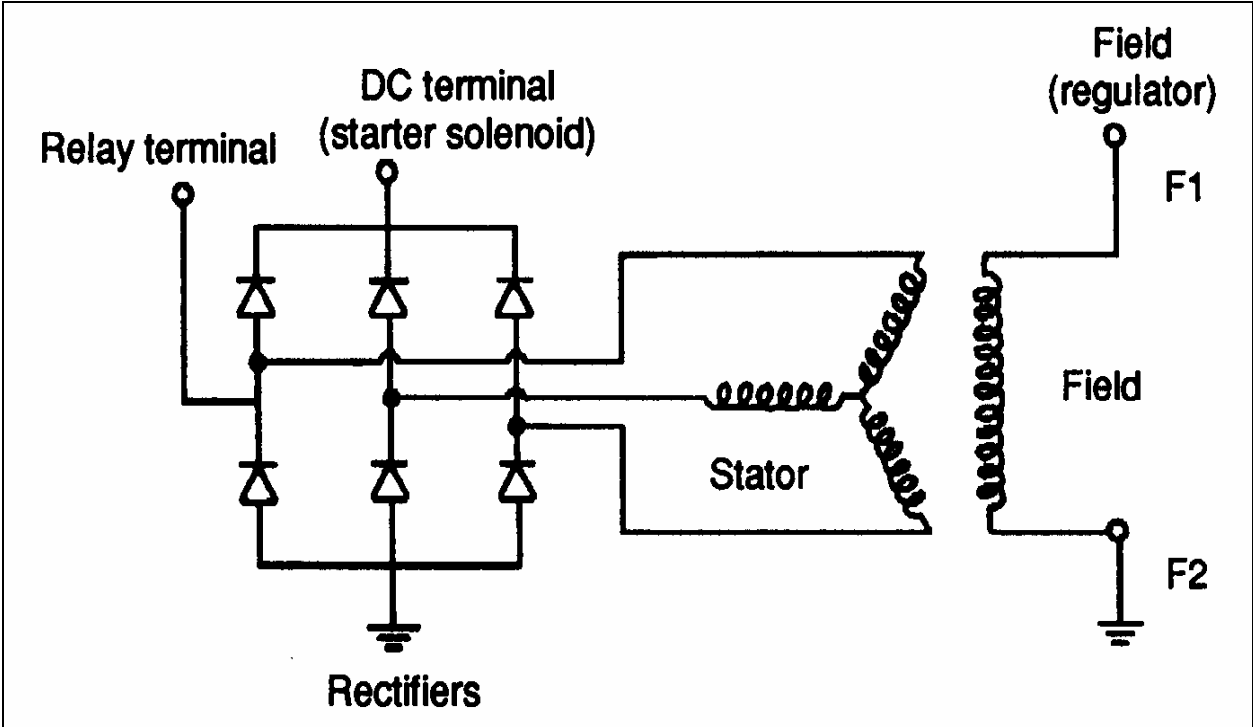 Field
(regulator)
DC terminal
(starter solenoid)
Relay terminal
F1
Field
Stator
F2
Rectifiers